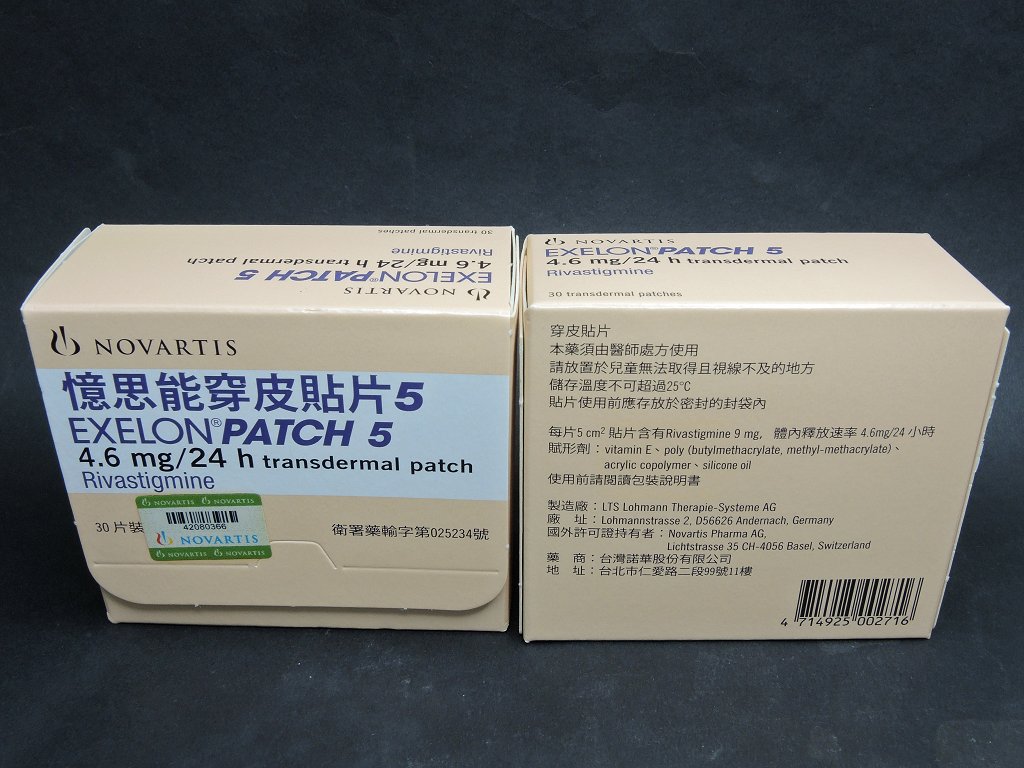 30 transdermal patches
Rivastigmine
4.6 mg/24 h transdermal patch
EXELON® PATCH 5
NOVARTIS
NOVARTIS
憶思能穿皮貼片5
EXELON® PATCH 5
4.6 mg/24 h transdermal patch
Rivastigmine
NOVARTIS NOVARTIS
42080366
NOVARTIS
NOVARTIS NOVARTIS
30片裝
衛署藥輸字第025234號
NOVARTIS
EXELON® PATCH 5
4.6 mg/24 h transdermal patch
Rivastigmine
30 transdermal patches
穿皮貼片
本藥須由醫師處方使用
請放置於兒童無法取得且視線不及的地方
儲存溫度不可超過25°C
貼片使用前應存放於密封的封袋內
每片5 cm² 貼片含有Rivastigmine 9 mg, 體內釋放速率 4.6mg/24 小時
賦形劑：vitamin E、poly (butylmethacrylate, methyl-methacrylate)、
acrylic copolymer、silicone oil
使用前請閱讀包裝說明書
製造廠：LTS Lohmann Therapie-Systeme AG
廠 址：Lohmannstrasse 2, D56626 Andernach, Germany
國外許可證持有者：Novartis Pharma AG,
Lichtstrasse 35 CH-4056 Basel, Switzerland
藥 商：台灣諾華股份有限公司
地 址：台北市仁愛路二段99號11樓
4 714925 002716